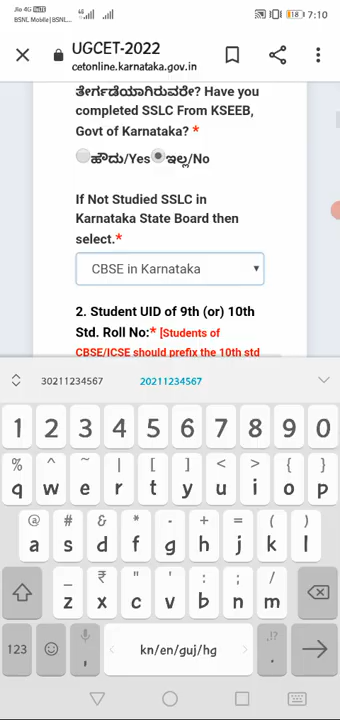 Jio 4G VoLTE
BSNL Mobile | BSNL...
4G
18
7:10
UGCET-2022
cetonline.karnataka.gov.in
ತೇರ್ಗಡೆಯಾಗಿರುವರೇ? Have you
completed SSLC From KSEEB,
Govt of Karnataka? *
ಹೌದು/Yes ಇಲ್ಲ/No
If Not Studied SSLC in
Karnataka State Board then
select.*
CBSE in Karnataka
2. Student UID of 9th (or) 10th
Std. Roll No:* [Students of
CBSE/ICSE should prefix the 10th std
30211234567 20211234567
1 2 3 4 5 6 7 8 9 0
% ^ ~ | [ ] < > { }
q w e r t y u i o p
@ # & * - + = ( )
a s d f g h j k l
_ ₹ " ' : ; /
z x c v b n m
,!?
123 , kn/en/guj/hg .